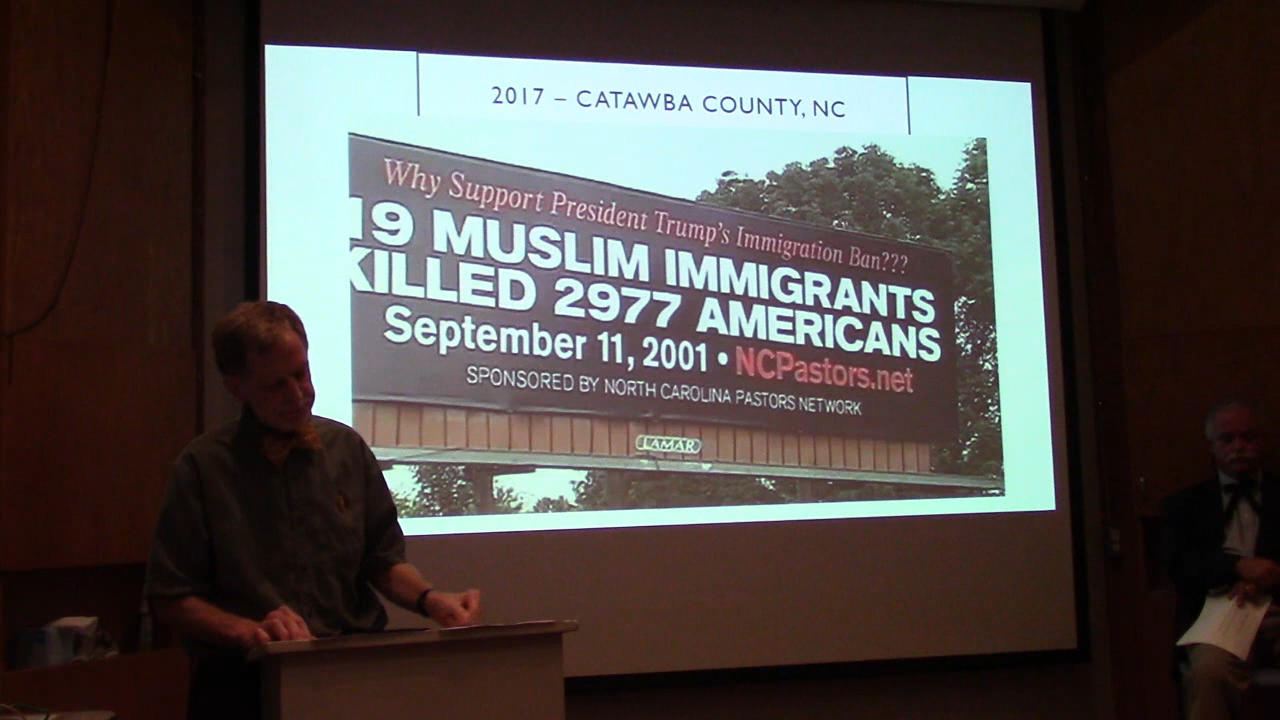 2017 – CATAWBA COUNTY, NC
Why Support President Trump's Immigration Ban???
19 MUSLIM IMMIGRANTS
KILLED 2977 AMERICANS
September 11, 2001 • NCPastors.net
SPONSORED BY NORTH CAROLINA PASTORS NETWORK
LAMAR